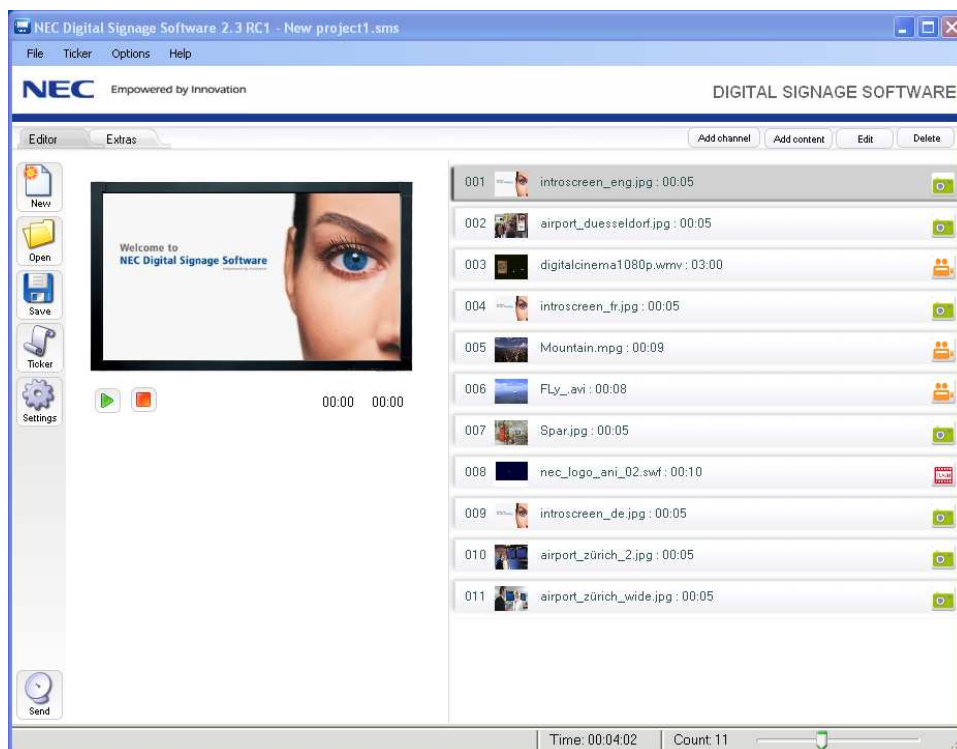 NEC Digital Signage Software 2.3 RC1 - New project1.sms
File Ticker Options Help
NEC Empowered by Innovation DIGITAL SIGNAGE SOFTWARE
Editor Extras Add channel Add content Edit Delete
New
Open
Save
Ticker
Settings
Send
Welcome to
NEC Digital Signage Software
Empowered by Innovation
00:00 00:00
001 introscreen_eng.jpg : 00:05
002 airport_duesseldorf.jpg : 00:05
003 digitalcinema1080p.wmv : 03:00
004 introscreen_fr.jpg : 00:05
005 Mountain.mpg : 00:09
006 FLy_.avi : 00:08
007 Spar.jpg : 00:05
008 nec_logo_ani_02.swf : 00:10
009 introscreen_de.jpg : 00:05
010 airport_zürich_2.jpg : 00:05
011 airport_zürich_wide.jpg : 00:05
Time: 00:04:02 Count: 11